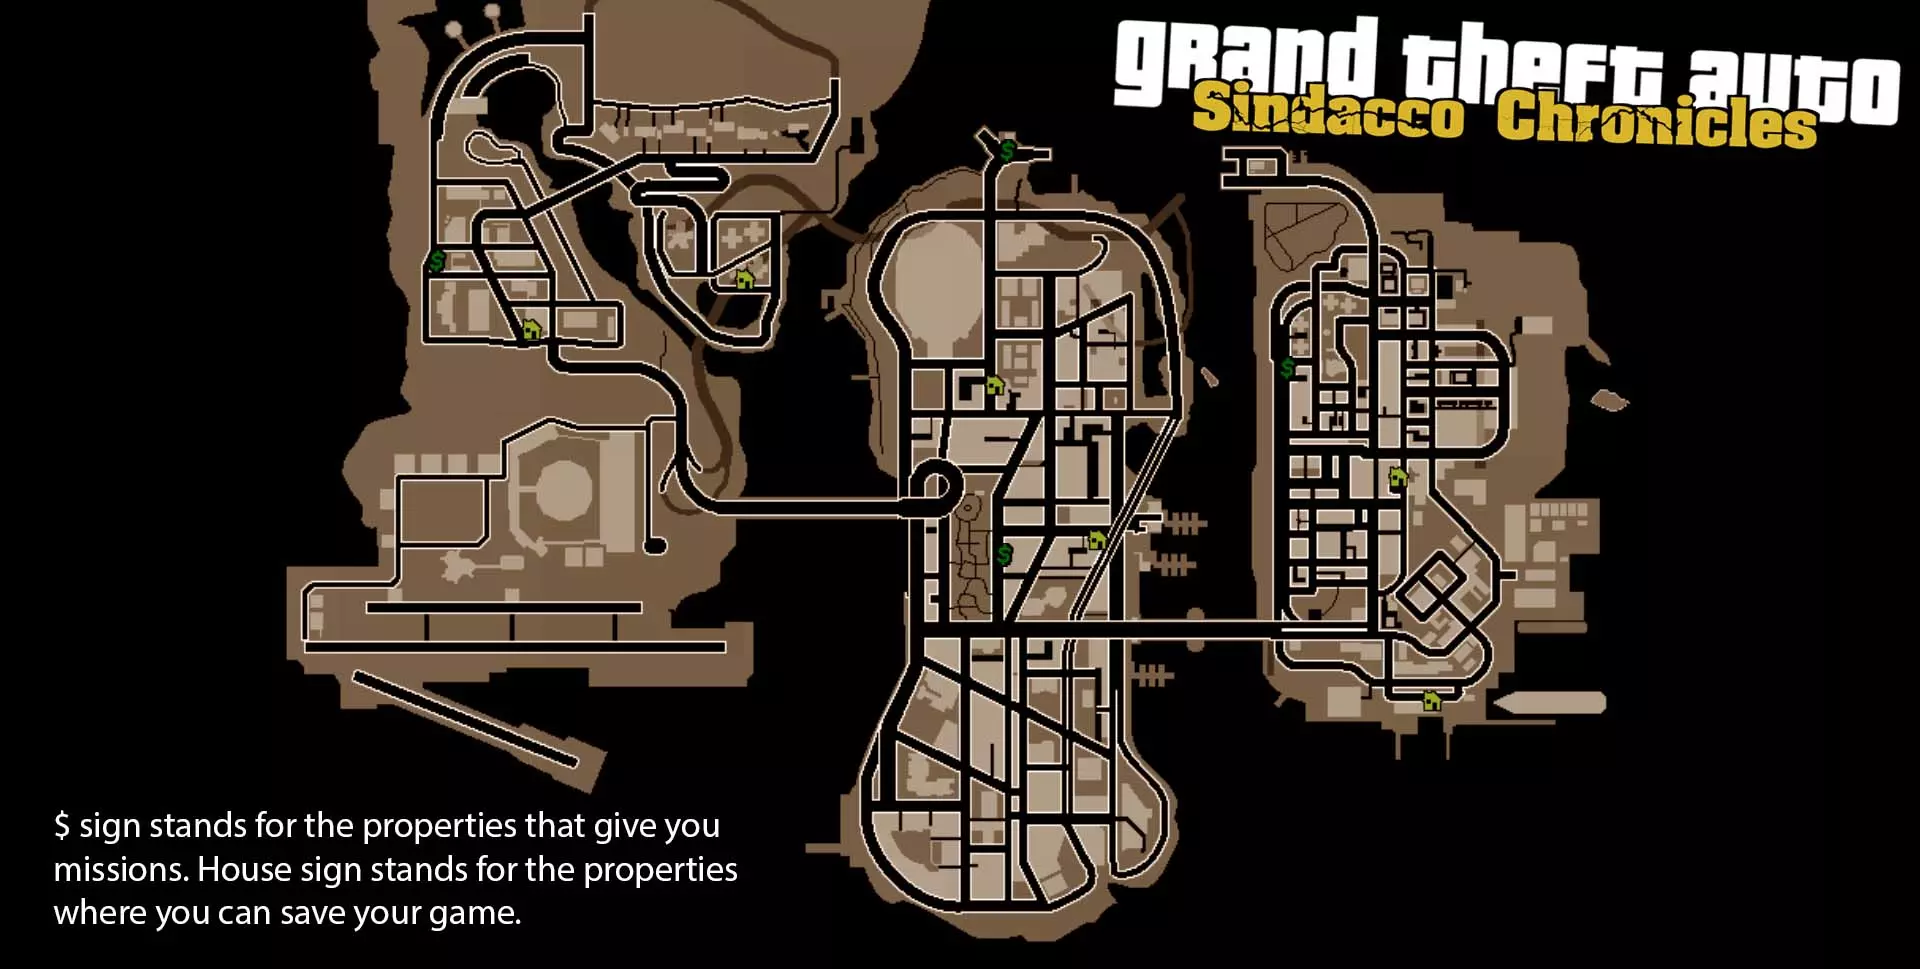 grand theft auto
Sindacco Chronicles
$
$
$
$
$ sign stands for the properties that give you
missions. House sign stands for the properties
where you can save your game.